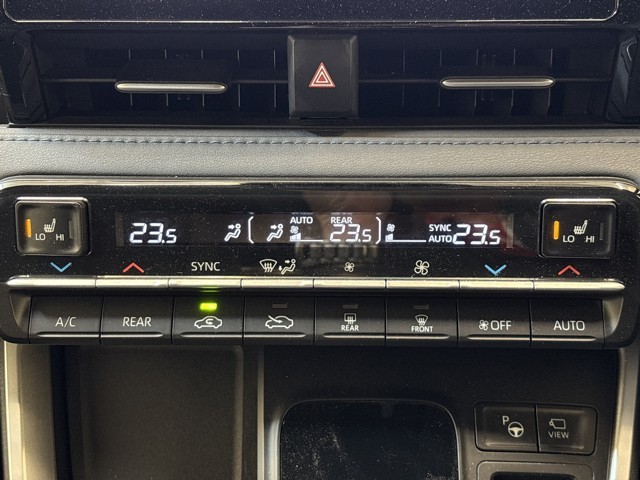 AUTO REAR
SYNC
23.5 23.5 AUTO 23.5
LO HI
LO HI
SYNC
A/C
REAR
REAR
FRONT
OFF
AUTO
P
VIEW